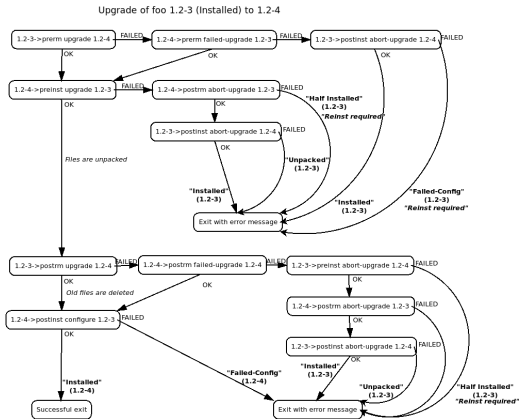 Upgrade of foo 1.2-3 (Installed) to 1.2-4
1.2-3->prerm upgrade 1.2-4
FAILED
1.2-4->prerm failed-upgrade 1.2-3
FAILED
1.2-3->postinst abort-upgrade 1.2-4
FAILED
OK
OK
OK
1.2-4->preinst upgrade 1.2-3
FAILED
1.2-4->postrm abort-upgrade 1.2-3
FAILED
OK
OK
"Half Installed"
(1.2-3)
"Reinst required"
1.2-3->postinst abort-upgrade 1.2-4
FAILED
OK
Files are unpacked
"Unpacked"
(1.2-3)
"Installed"
(1.2-3)
"Installed"
(1.2-3)
"Failed-Config"
(1.2-3)
"Reinst required"
Exit with error message
1.2-3->postrm upgrade 1.2-4
FAILED
1.2-4->postrm failed-upgrade 1.2-3
FAILED
1.2-3->preinst abort-upgrade 1.2-4
FAILED
OK
OK
OK
Old files are deleted
1.2-4->postrm abort-upgrade 1.2-3
FAILED
OK
1.2-4->postinst configure 1.2-3
FAILED
OK
1.2-3->postinst abort-upgrade 1.2-4
FAILED
OK
"Installed"
(1.2-4)
"Failed-Config"
(1.2-4)
"Installed"
(1.2-3)
"Unpacked"
(1.2-3)
"Half Installed"
(1.2-3)
"Reinst required"
Successful exit
Exit with error message